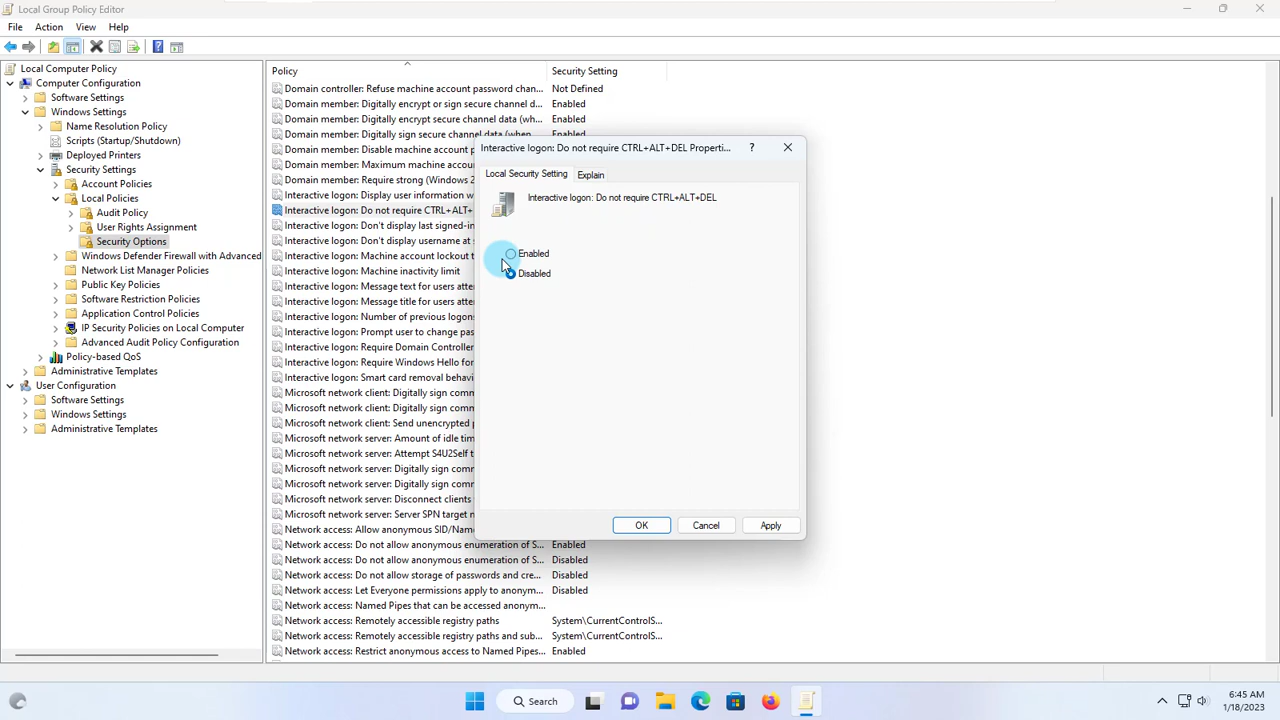 Local Group Policy Editor
File Action View Help
Local Computer Policy
Computer Configuration
Software Settings
Windows Settings
Name Resolution Policy
Scripts (Startup/Shutdown)
Deployed Printers
Security Settings
Account Policies
Local Policies
Audit Policy
User Rights Assignment
Security Options
Windows Defender Firewall with Advanced
Network List Manager Policies
Public Key Policies
Software Restriction Policies
Application Control Policies
IP Security Policies on Local Computer
Advanced Audit Policy Configuration
Policy-based QoS
Administrative Templates
User Configuration
Software Settings
Windows Settings
Administrative Templates
Policy Security Setting
Domain controller: Refuse machine account password chan... Not Defined
Domain member: Digitally encrypt or sign secure channel d... Enabled
Domain member: Digitally encrypt secure channel data (wh... Enabled
Domain member: Digitally sign secure channel data (when Enabled
Domain member: Disable machine account p
Domain member: Maximum machine account
Domain member: Require strong (Windows 2
Interactive logon: Display user information w
Interactive logon: Do not require CTRL+ALT+
Interactive logon: Don't display last signed-in
Interactive logon: Don't display username at s
Interactive logon: Machine account lockout t
Interactive logon: Machine inactivity limit
Interactive logon: Message text for users atte
Interactive logon: Message title for users atte
Interactive logon: Number of previous logons
Interactive logon: Prompt user to change pas
Interactive logon: Require Domain Controller
Interactive logon: Require Windows Hello for
Interactive logon: Smart card removal behavi
Microsoft network client: Digitally sign comm
Microsoft network client: Digitally sign comm
Microsoft network client: Send unencrypted p
Microsoft network server: Amount of idle tim
Microsoft network server: Attempt S4U2Self t
Microsoft network server: Digitally sign comm
Microsoft network server: Digitally sign comm
Microsoft network server: Disconnect clients
Microsoft network server: Server SPN target n
Network access: Allow anonymous SID/Name
Network access: Do not allow anonymous enumeration of S... Enabled
Network access: Do not allow anonymous enumeration of S... Disabled
Network access: Do not allow storage of passwords and cre... Disabled
Network access: Let Everyone permissions apply to anonym... Disabled
Network access: Named Pipes that can be accessed anonym...
Network access: Remotely accessible registry paths System\CurrentControlS...
Network access: Remotely accessible registry paths and sub... System\CurrentControlS...
Network access: Restrict anonymous access to Named Pipes... Enabled
Interactive logon: Do not require CTRL+ALT+DEL Properti... ?
Local Security Setting Explain
Interactive logon: Do not require CTRL+ALT+DEL
Enabled
Disabled
OK Cancel Apply
Search
6:45 AM
1/18/2023